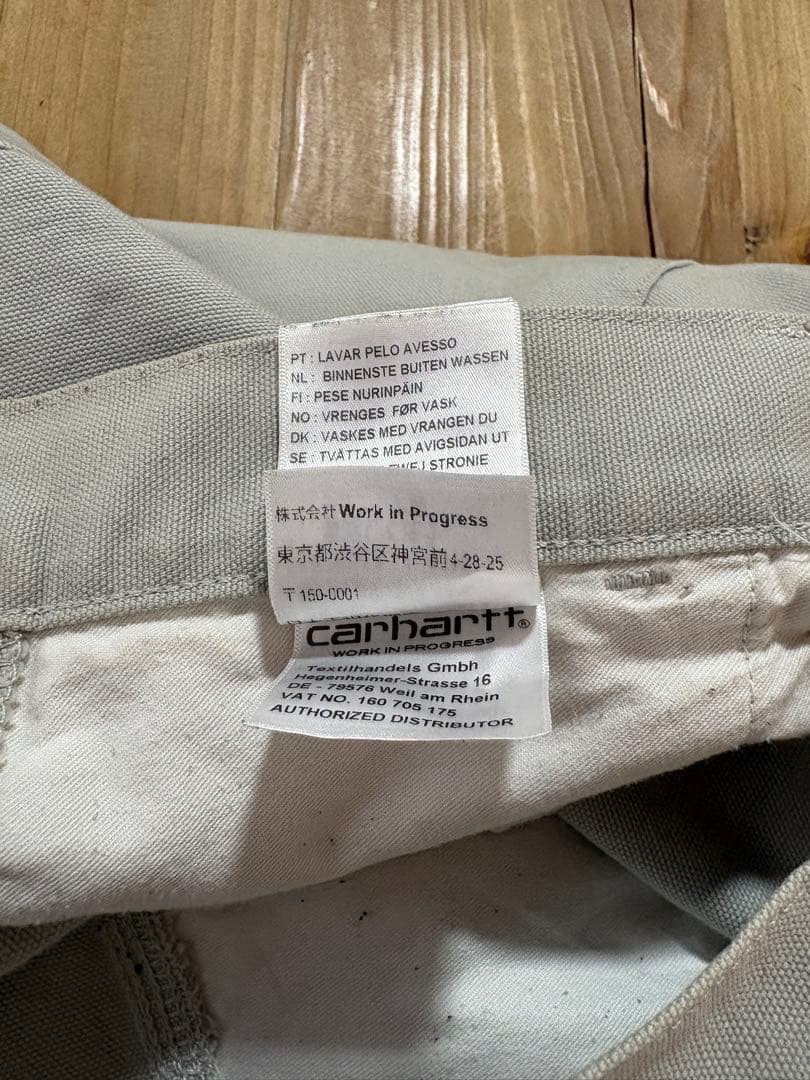 PT : LAVAR PELO AVESSO
NL : BINNENSTE BUITEN WASSEN
FI : PESE NURINPÄIN
NO : VRENGES FØR VASK
DK : VASKES MED VRANGEN DU
SE : TVÄTTAS MED AVIGSIDAN UT
STRONIE
株式会社 Work in Progress
東京都渋谷区神宮前4-28-25
〒150-0001
carhartt®
WORK IN PROGRESS
Textilhandels Gmbh
Hegenheimer-Strasse 16
DE - 79576 Weil am Rhein
VAT NO. 160 705 175
AUTHORIZED DISTRIBUTOR